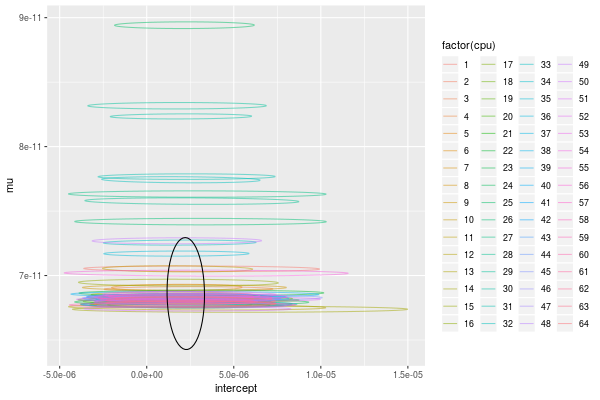 factor(cpu)
1 17 33 49
2 18 34 50
3 19 35 51
4 20 36 52
5 21 37 53
6 22 38 54
7 23 39 55
8 24 40 56
9 25 41 57
10 26 42 58
11 27 43 59
12 28 44 60
13 29 45 61
14 30 46 62
15 31 47 63
16 32 48 64
mu
9e-11
8e-11
7e-11
-5.0e-06 0.0e+00 5.0e-06 1.0e-05 1.5e-05
intercept